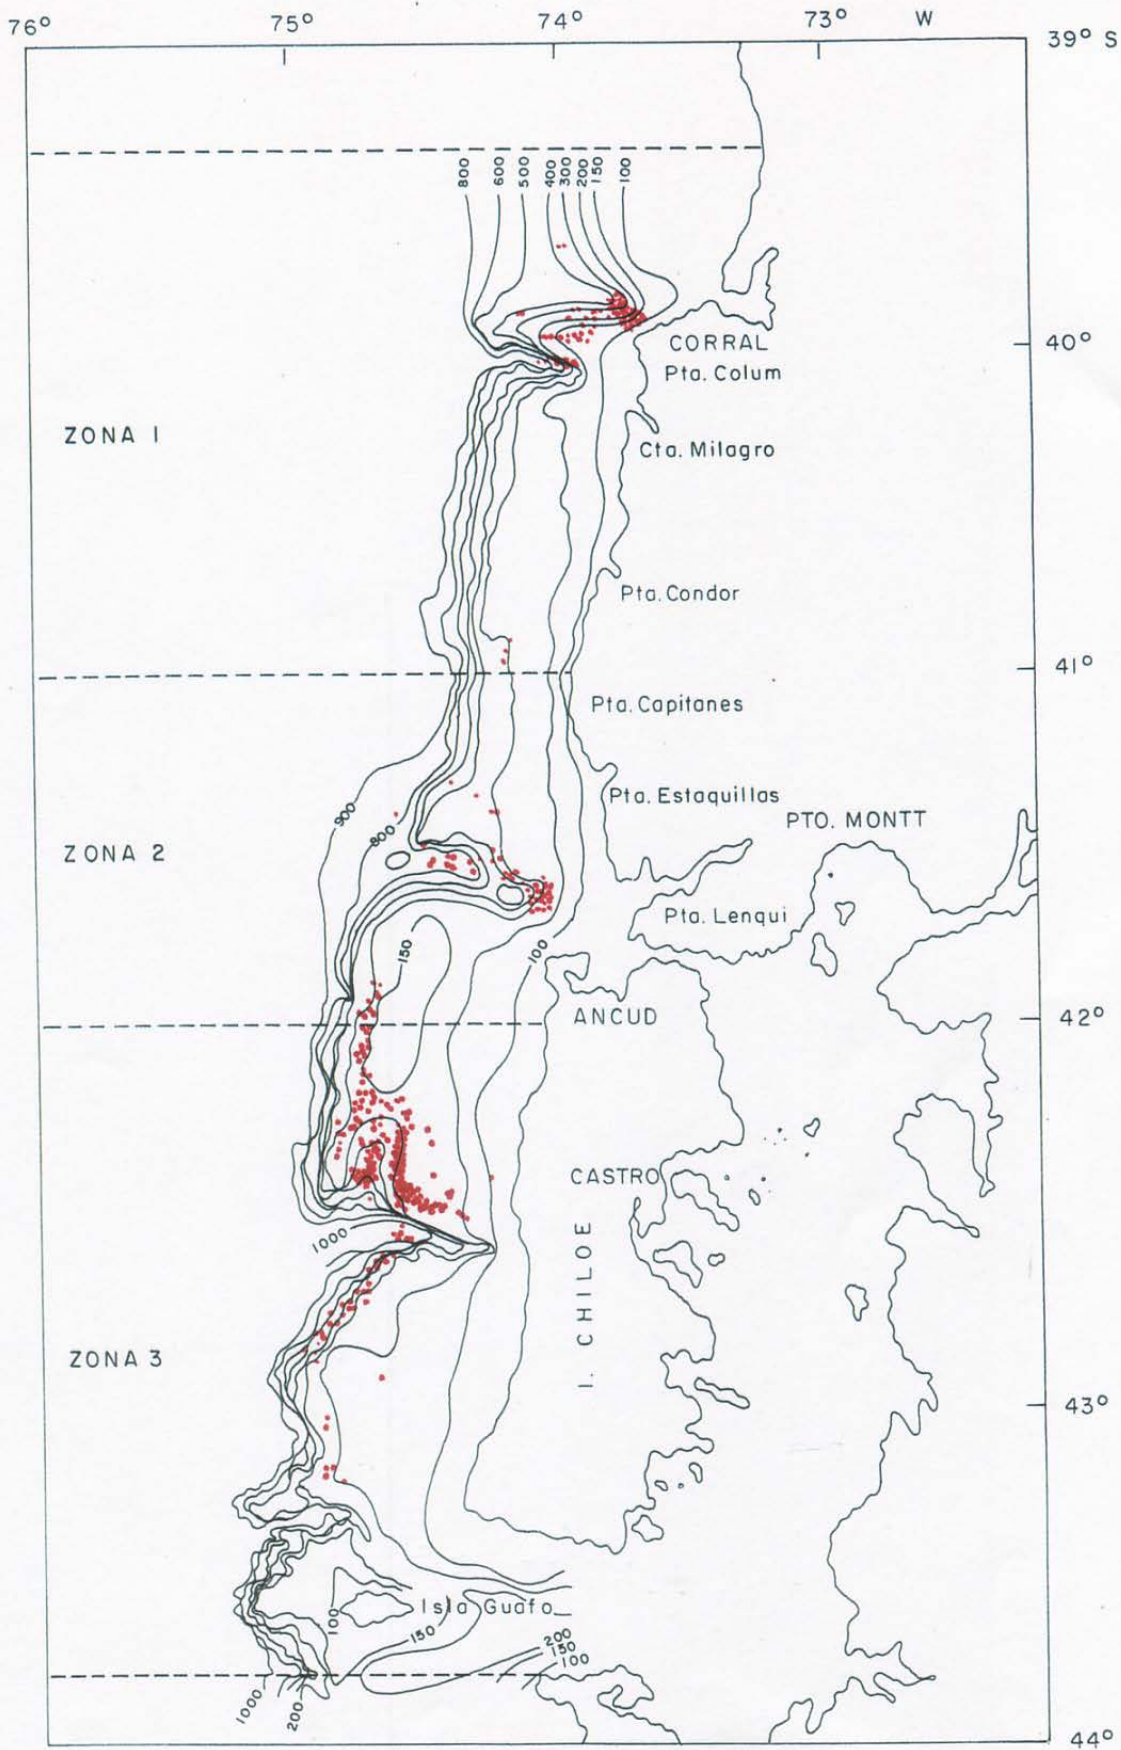 76° 75° 74° 73° W
39° S
800 600 500 400 300 200 150 100
40°
CORRAL
Pta. Colum
ZONA 1
Cta. Milagro
Pta. Condor
41°
Pta. Capitanes
Pta. Estaquillas
900
800
PTO. MONTT
ZONA 2
Pta. Lenqui
150
100
ANCUD
42°
CASTRO
1000
I. CHILOE
ZONA 3
43°
Isla Guafo
100
150
200
150
100
1000
200
44°